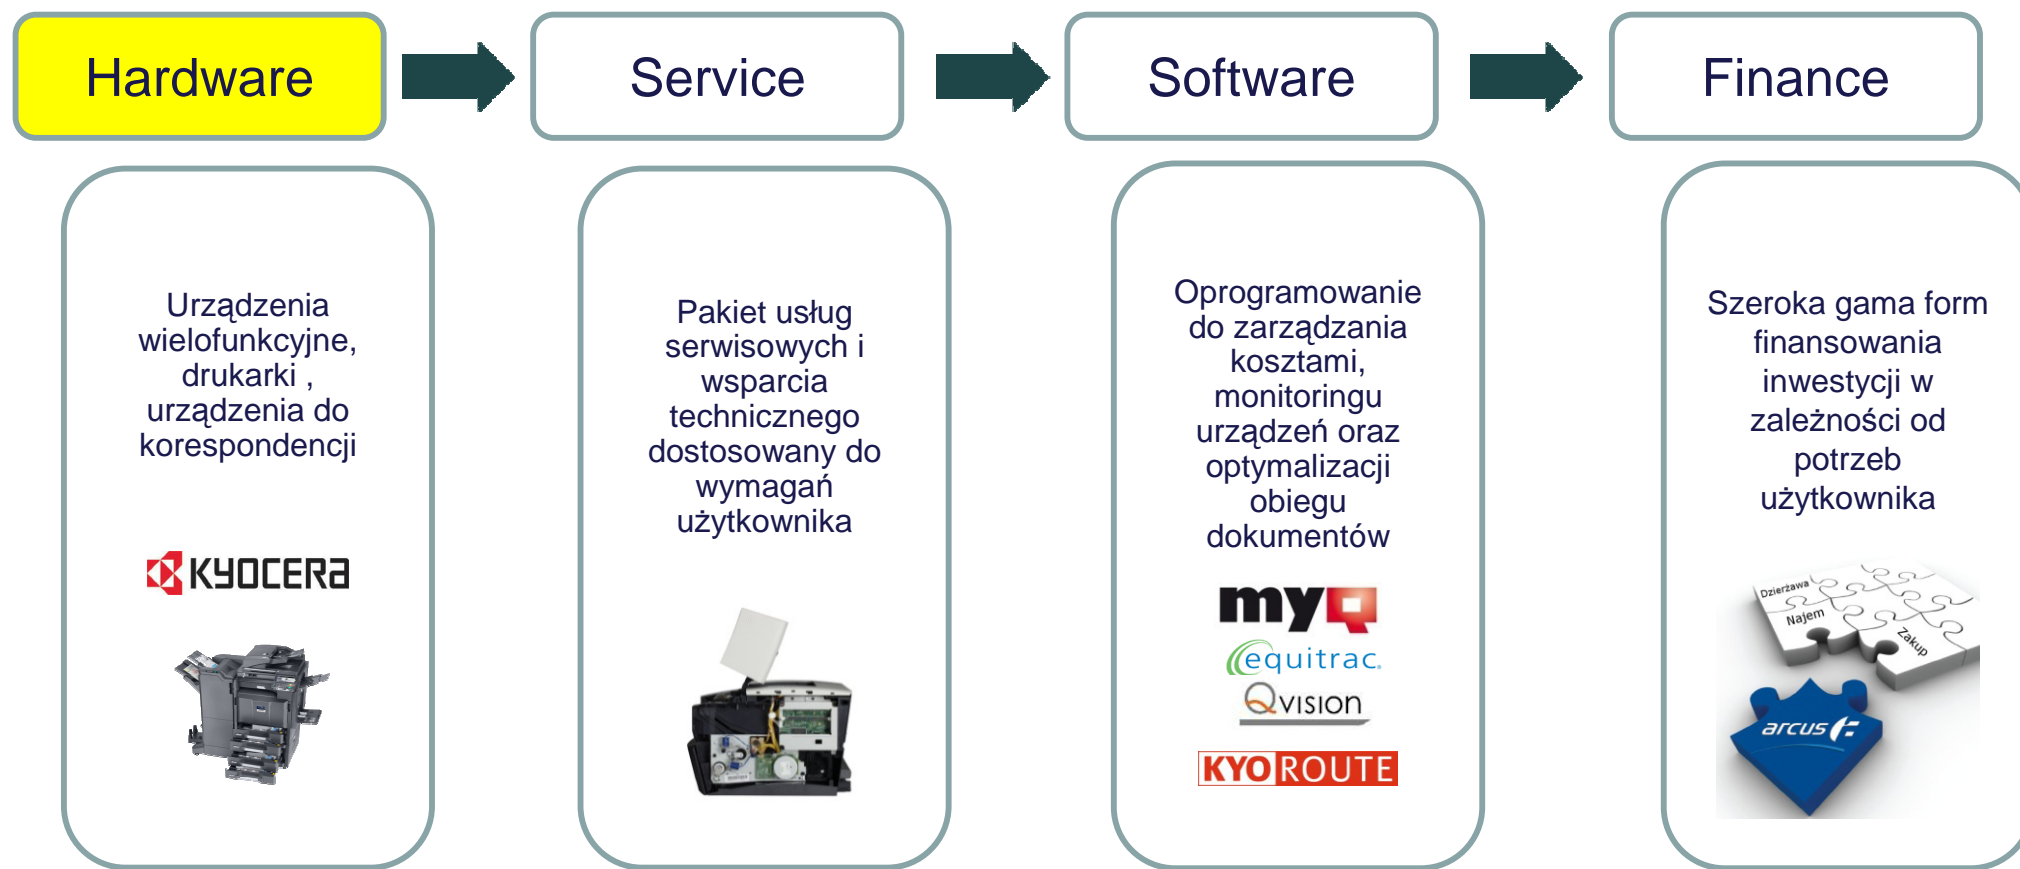 Hardware
Service
Software
Finance
Urządzenia
wielofunkcyjne,
drukarki ,
urządzenia do
korespondencji
KYOCERA
Pakiet usług
serwisowych i
wsparcia
technicznego
dostosowany do
wymagań
użytkownika
Oprogramowanie
do zarządzania
kosztami,
monitoringu
urządzeń oraz
optymalizacji
obiegu
dokumentów
myQ
equitrac
Qvision
KYOROUTE
Szeroka gama form
finansowania
inwestycji w
zależności od
potrzeb
użytkownika
Dzierżawa
Najem
Zakup
arcus